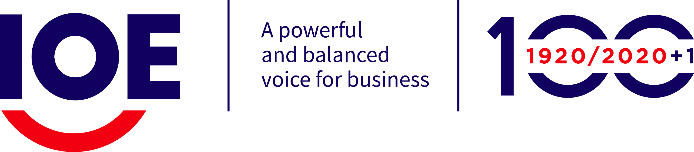 IOE
A powerful
and balanced
voice for business
100
1920/2020+1